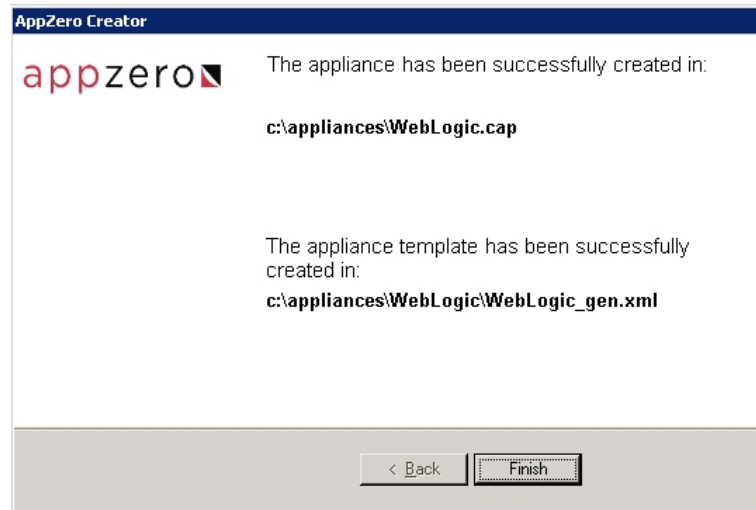 AppZero Creator
appzero
The appliance has been successfully created in:
c:\appliances\WebLogic.cap
The appliance template has been successfully
created in:
c:\appliances\WebLogic\WebLogic_gen.xml
< Back
Finish